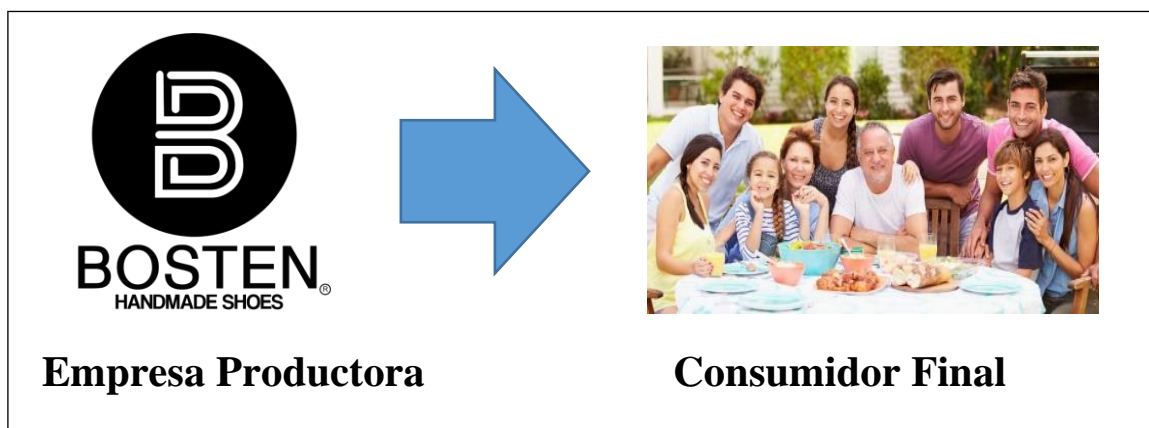 BOSTEN®
HANDMADE SHOES
Empresa Productora
Consumidor Final